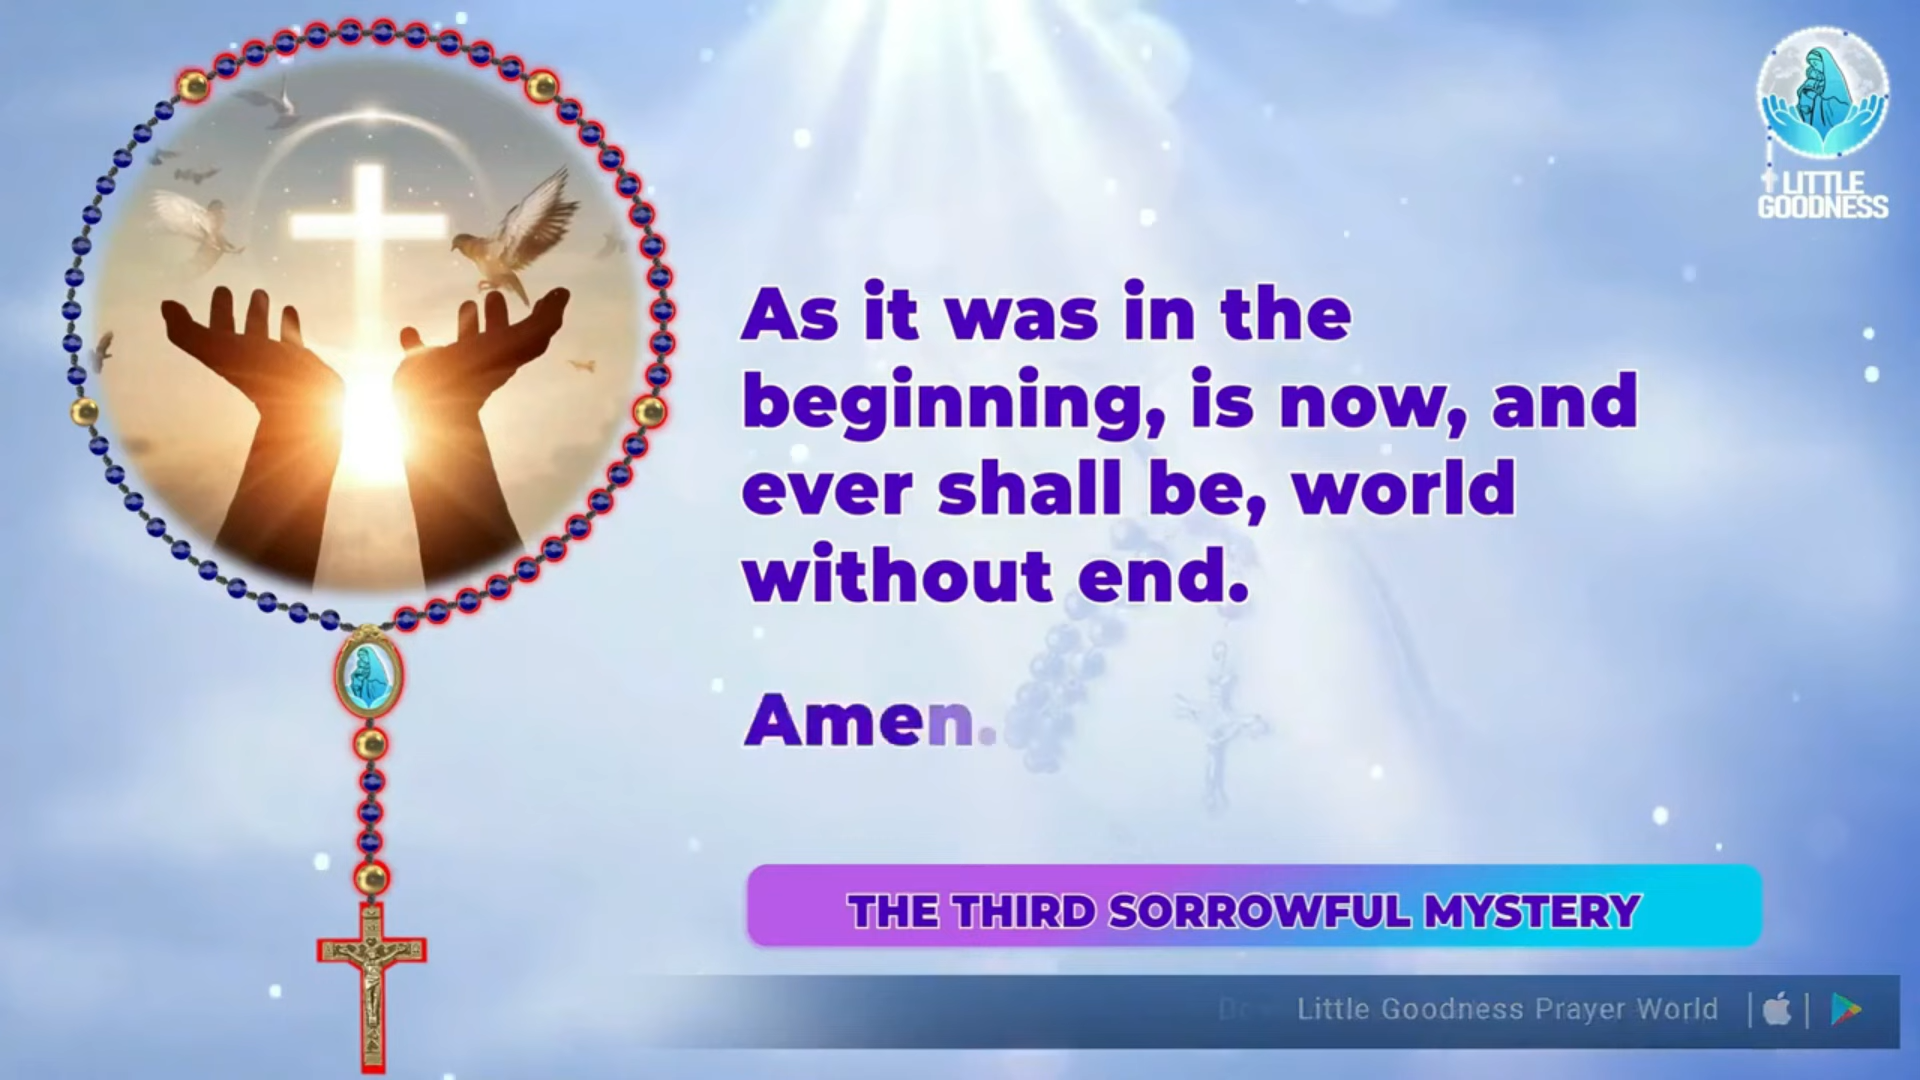 LITTLE
GOODNESS
As it was in the
beginning, is now, and
ever shall be, world
without end.
Amen.
THE THIRD SORROWFUL MYSTERY
Little Goodness Prayer World